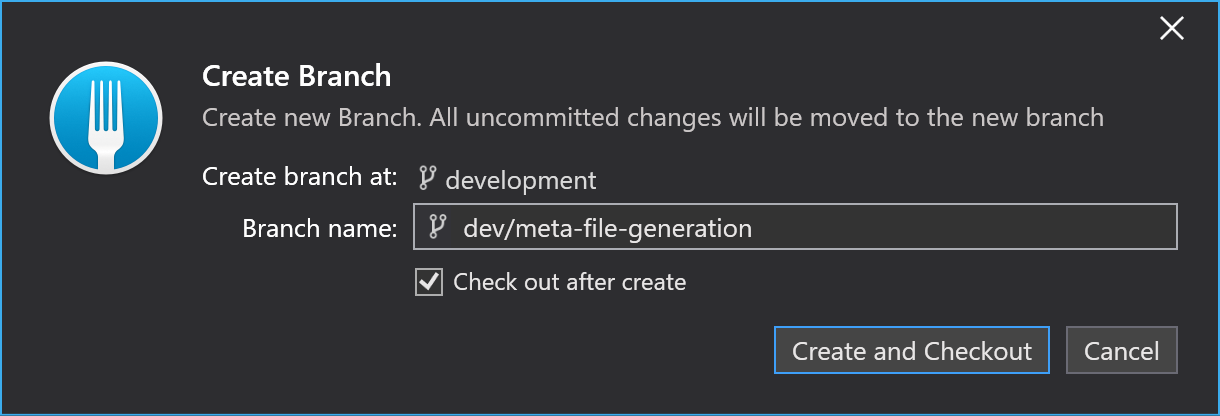 Create Branch
Create new Branch. All uncommitted changes will be moved to the new branch
Create branch at: development
Branch name: dev/meta-file-generation
Check out after create
Create and Checkout Cancel